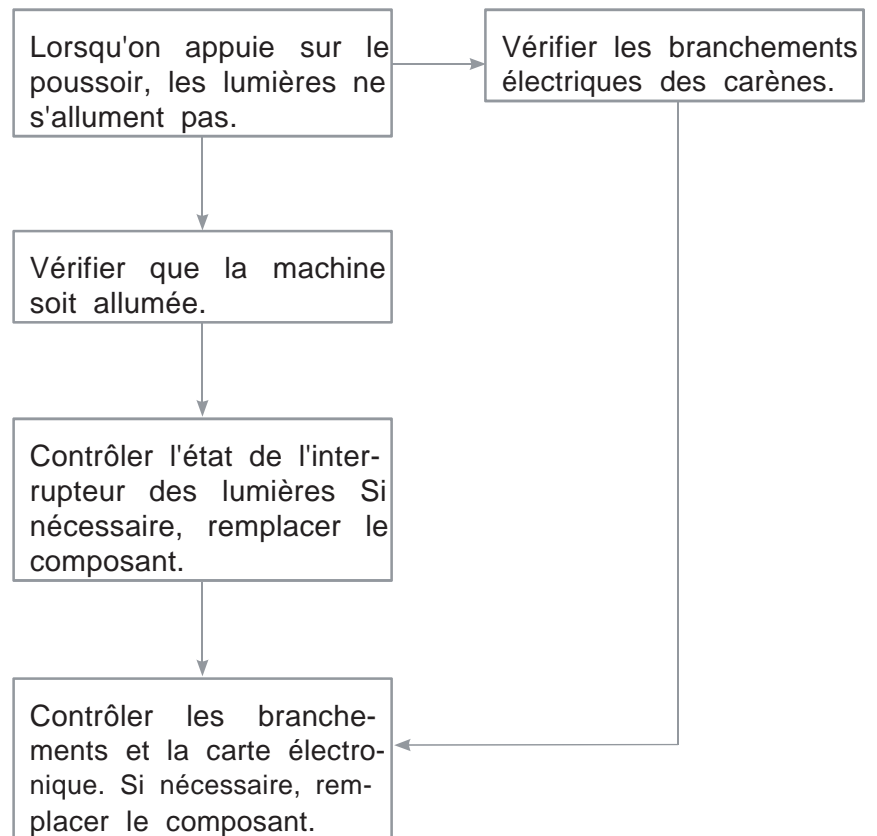 Lorsqu'on appuie sur le
poussoir, les lumières ne
s'allument pas.
Vérifier les branchements
électriques des carènes.
Vérifier que la machine
soit allumée.
Contrôler l'état de l'inter-
rupteur des lumières Si
nécessaire, remplacer le
composant.
Contrôler les branche-
ments et la carte électro-
nique. Si nécessaire, rem-
placer le composant.